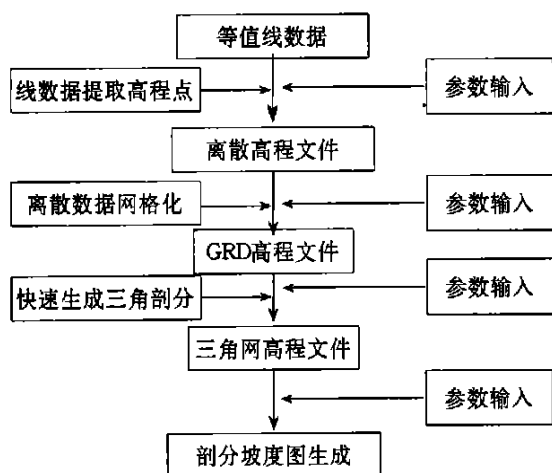 等值线数据
线数据提取高程点
参数输入
离散高程文件
离散数据网格化
参数输入
GRD高程文件
快速生成三角剖分
参数输入
三角网高程文件
参数输入
剖分坡度图生成